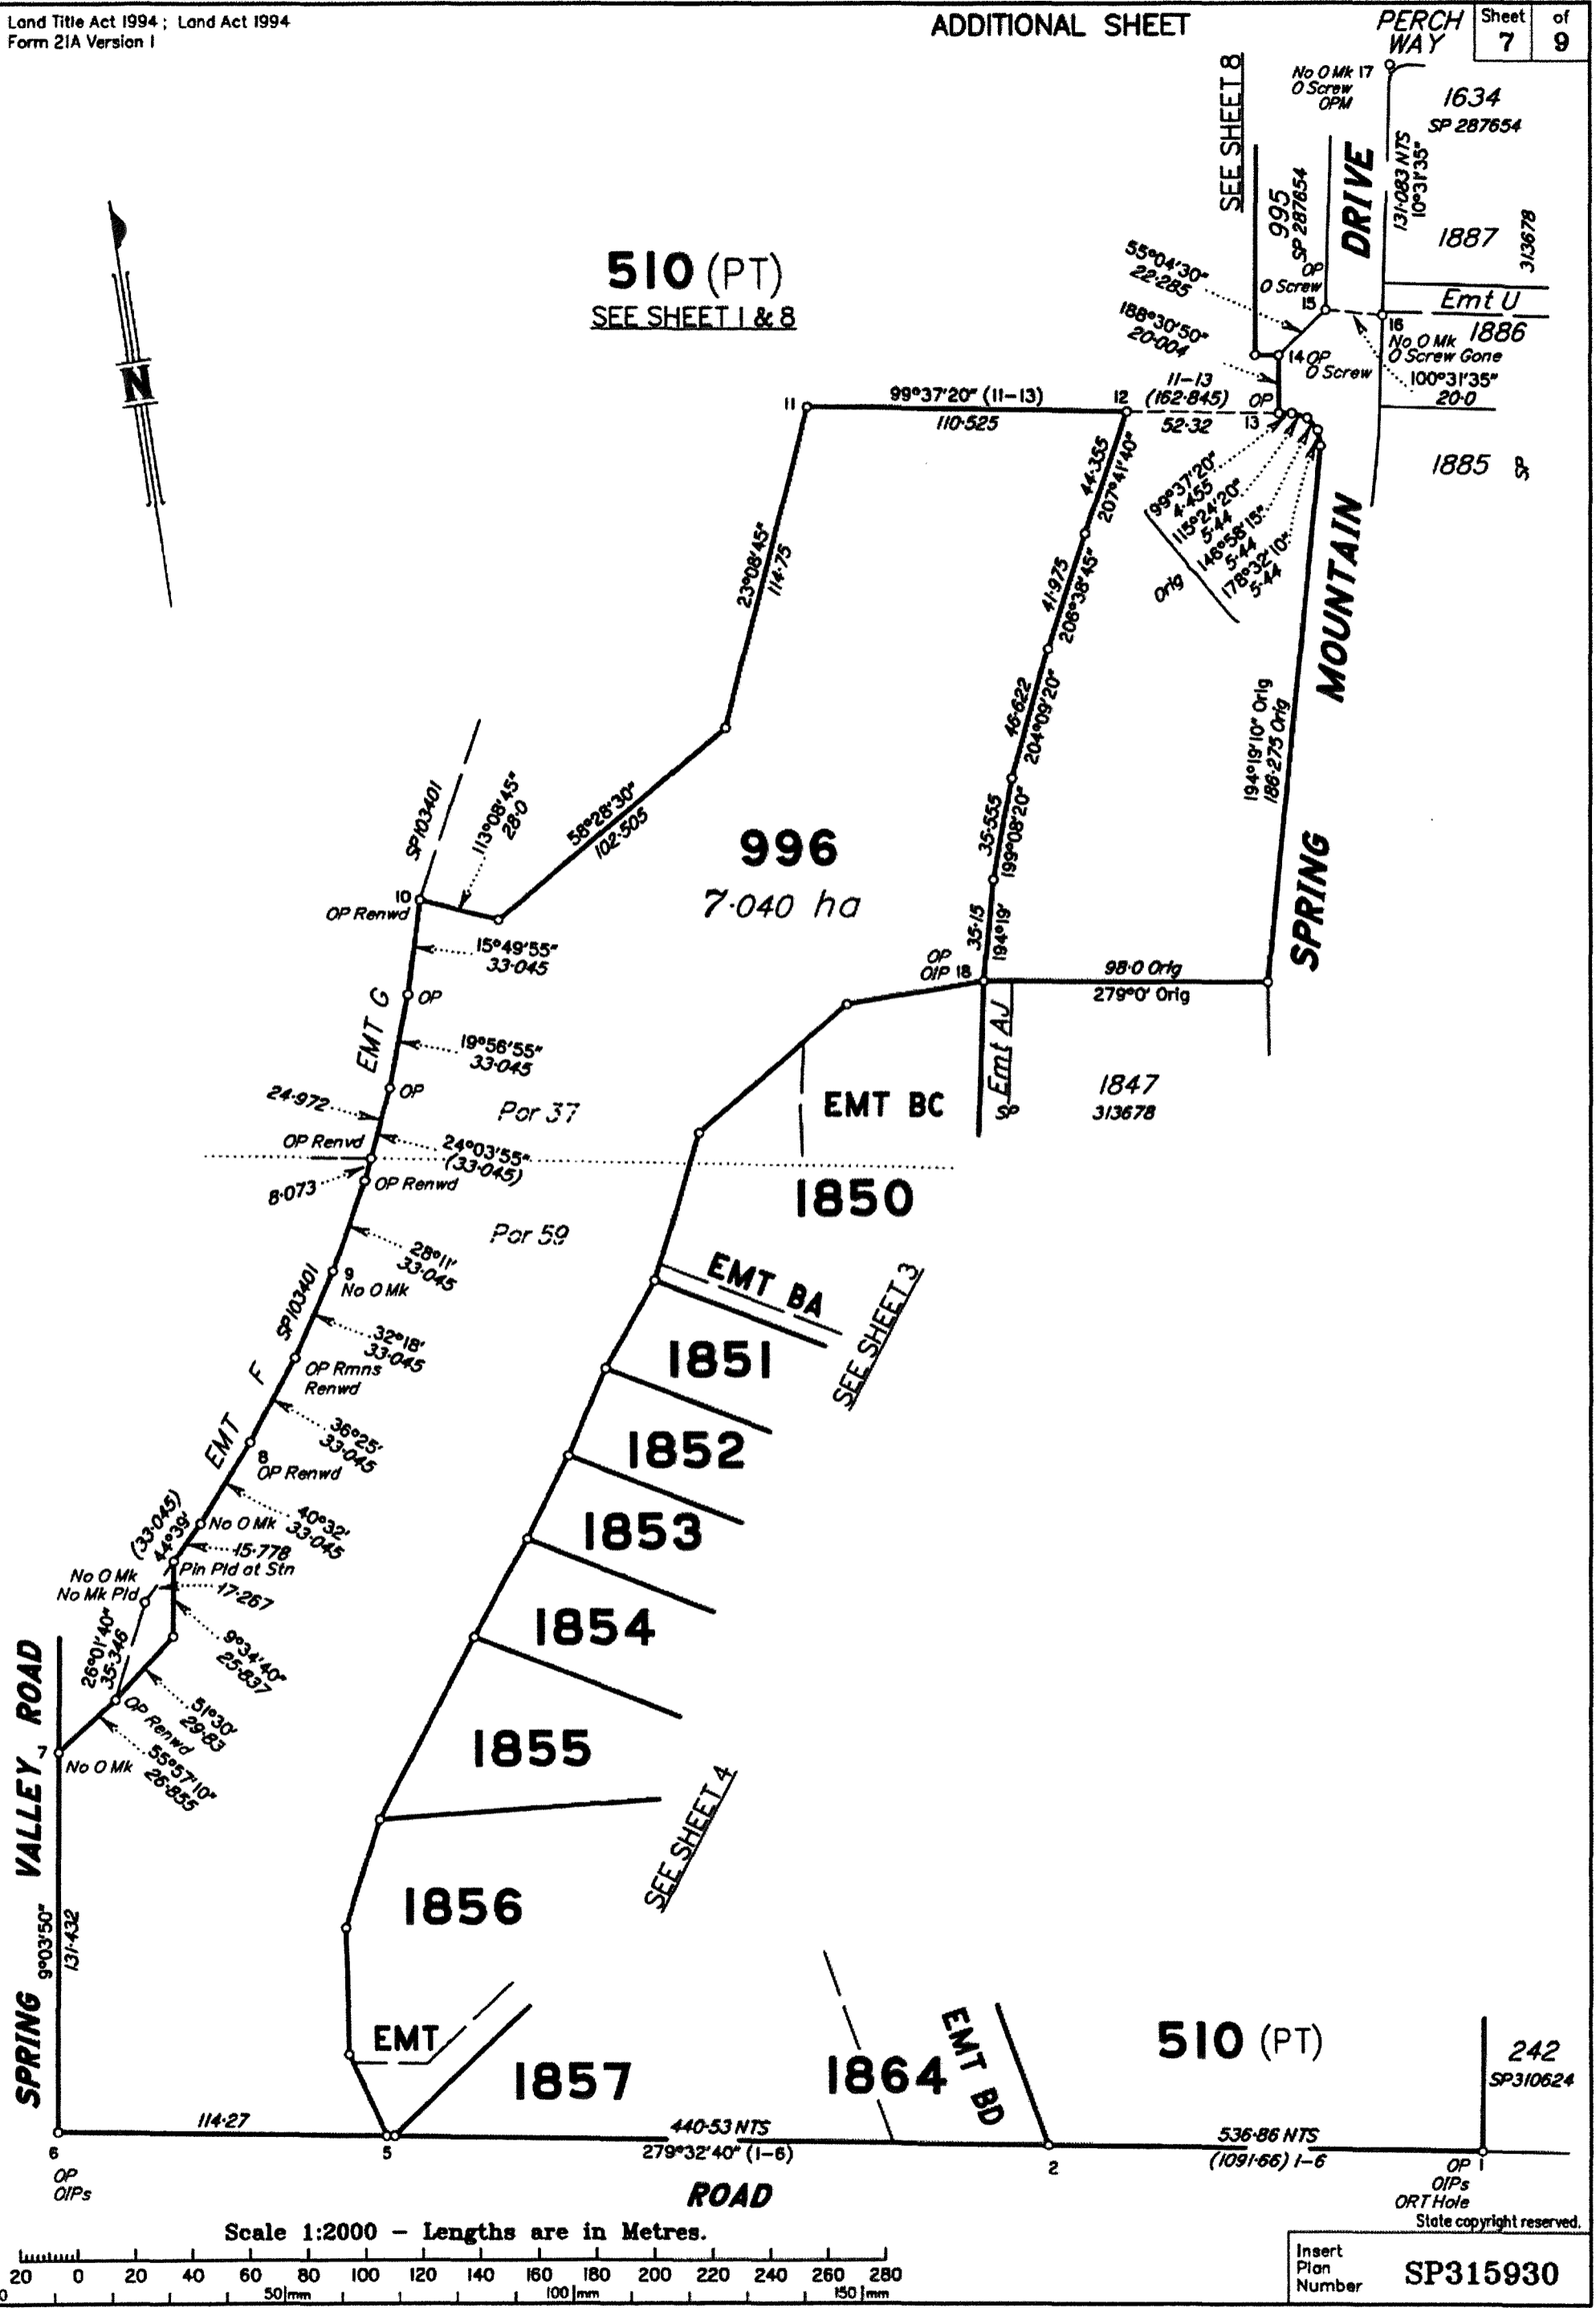 Land Title Act 1994 ; Land Act 1994
Form 21A Version 1
ADDITIONAL SHEET
PERCH
WAY
Sheet
7
of
9
No O Mk 17
O Screw
OPM
1634
SP 287654
SEE SHEET 8
995
SP 287654
DRIVE
131·083 NTS
10°31'35"
1887
313678
510 (PT)
SEE SHEET 1 & 8
55°04'30"
22·285
OP
O Screw
15
Emt U
188°30'50"
20·004
16
No O Mk
O Screw Gone
1886
14 OP
O Screw
100°31'35"
20·0
N
11
99°37'20" (11-13)
110·525
12
11-13
(162·845)
52·32
OP
13
1885
SP
99°37'20"
4·455
115°24'20"
5·44
148°58'15"
5·44
178°32'10"
5·44
Orig
44·355
207°41'40"
23°08'45"
114·75
41·975
206°38'45"
MOUNTAIN
46·622
204°09'20"
194°19'10" Orig
186·275 Orig
SP103401
113°08'45"
28·0
58°28'30"
102·505
996
7·040 ha
35·555
199°08'20"
SPRING
10
OP Renwd
15°49'55"
33·045
35·15
194°19'
OP
OIP 18
98·0 Orig
279°0' Orig
EMT G
OP
19°56'55"
33·045
Emt AJ
24·972
OP
Por 37
EMT BC
1847
SP
313678
OP Renvd
24°03'55"
(33·045)
8·073
OP Renwd
1850
Por 59
28°11'
33·045
EMT BA
SEE SHEET 3
9
No O Mk
SP103401
32°18'
33·045
1851
OP Rmns
Renwd
EMT F
36°25'
33·045
1852
8
OP Renwd
40°32'
33·045
No O Mk
1853
(33·045)
44°39'
15·778
Pin Pld at Stn
No O Mk
No Mk Pld
17·267
1854
9°34'40"
25·837
26°01'40"
35·346
51°30'
29·83
OP Renwd
7
No O Mk
55°57'10"
26·855
1855
SPRING VALLEY ROAD
SEE SHEET 4
1856
9°03'50"
131·432
EMT
1857
1864
EMT BD
510 (PT)
242
SP310624
114·27
440·53 NTS
279°32'40" (1-6)
536·86 NTS
(1091·66) 1-6
6
OP
OIPs
5
2
OP 1
OIPs
ORT Hole
ROAD
State copyright reserved.
Scale 1:2000 - Lengths are in Metres.
20 0 20 40 60 80 100 120 140 160 180 200 220 240 260 280
0 50|mm 100|mm 150|mm
Insert
Plan
Number
SP315930